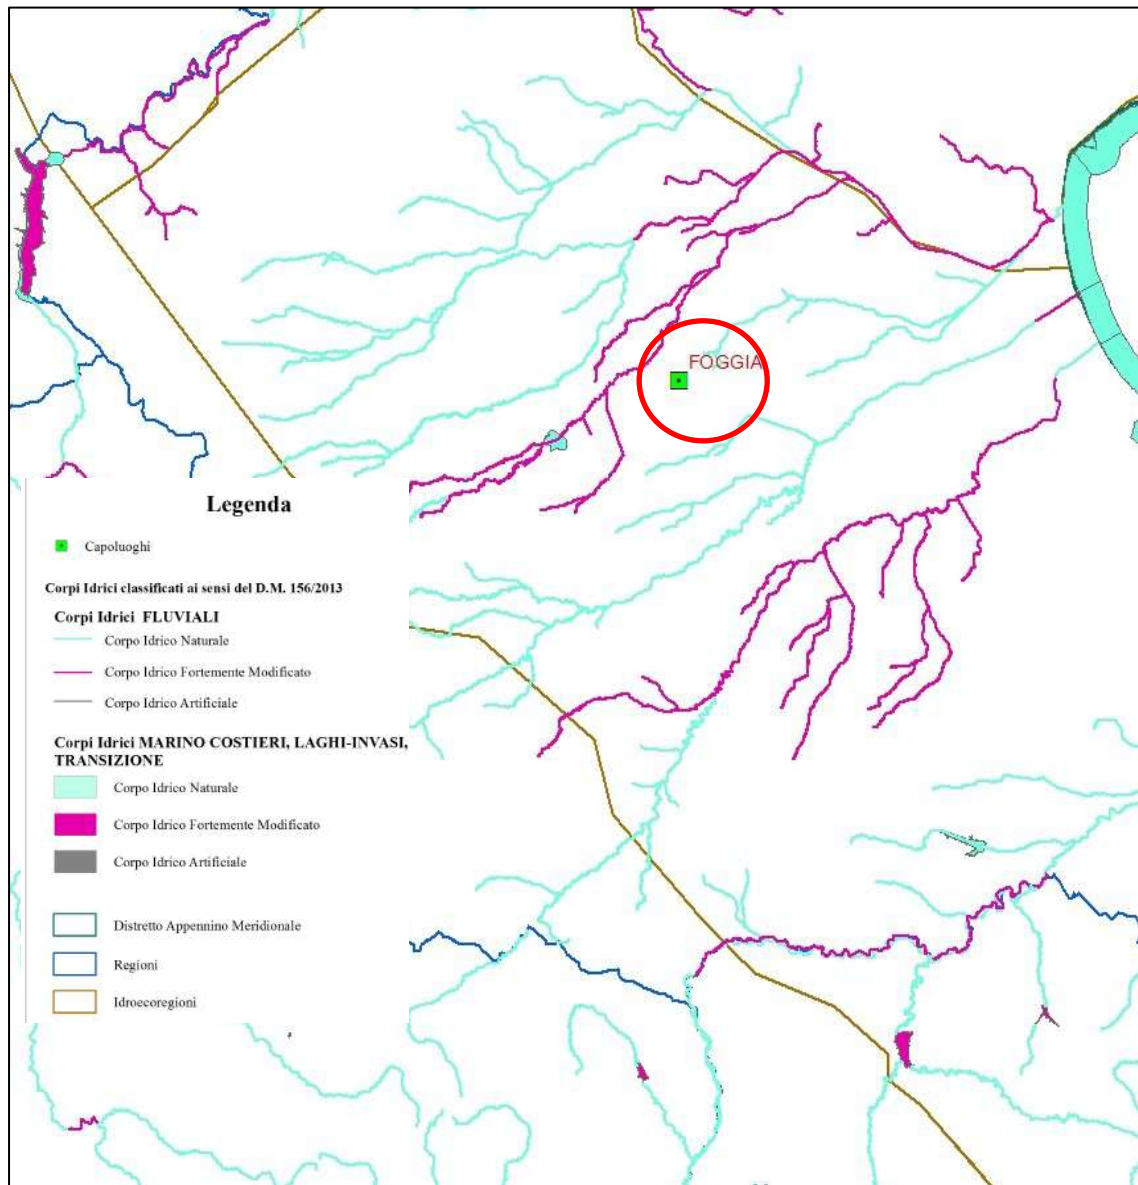 FOGGIA
Legenda
Capoluoghi
Corpi Idrici classificati ai sensi del D.M. 156/2013
Corpi Idrici FLUVIALI
Corpo Idrico Naturale
Corpo Idrico Fortemente Modificato
Corpo Idrico Artificiale
Corpi Idrici MARINO COSTIERI, LAGHI-INVASI,
TRANSIZIONE
Corpo Idrico Naturale
Corpo Idrico Fortemente Modificato
Corpo Idrico Artificiale
Distretto Appennino Meridionale
Regioni
Idroecoregioni